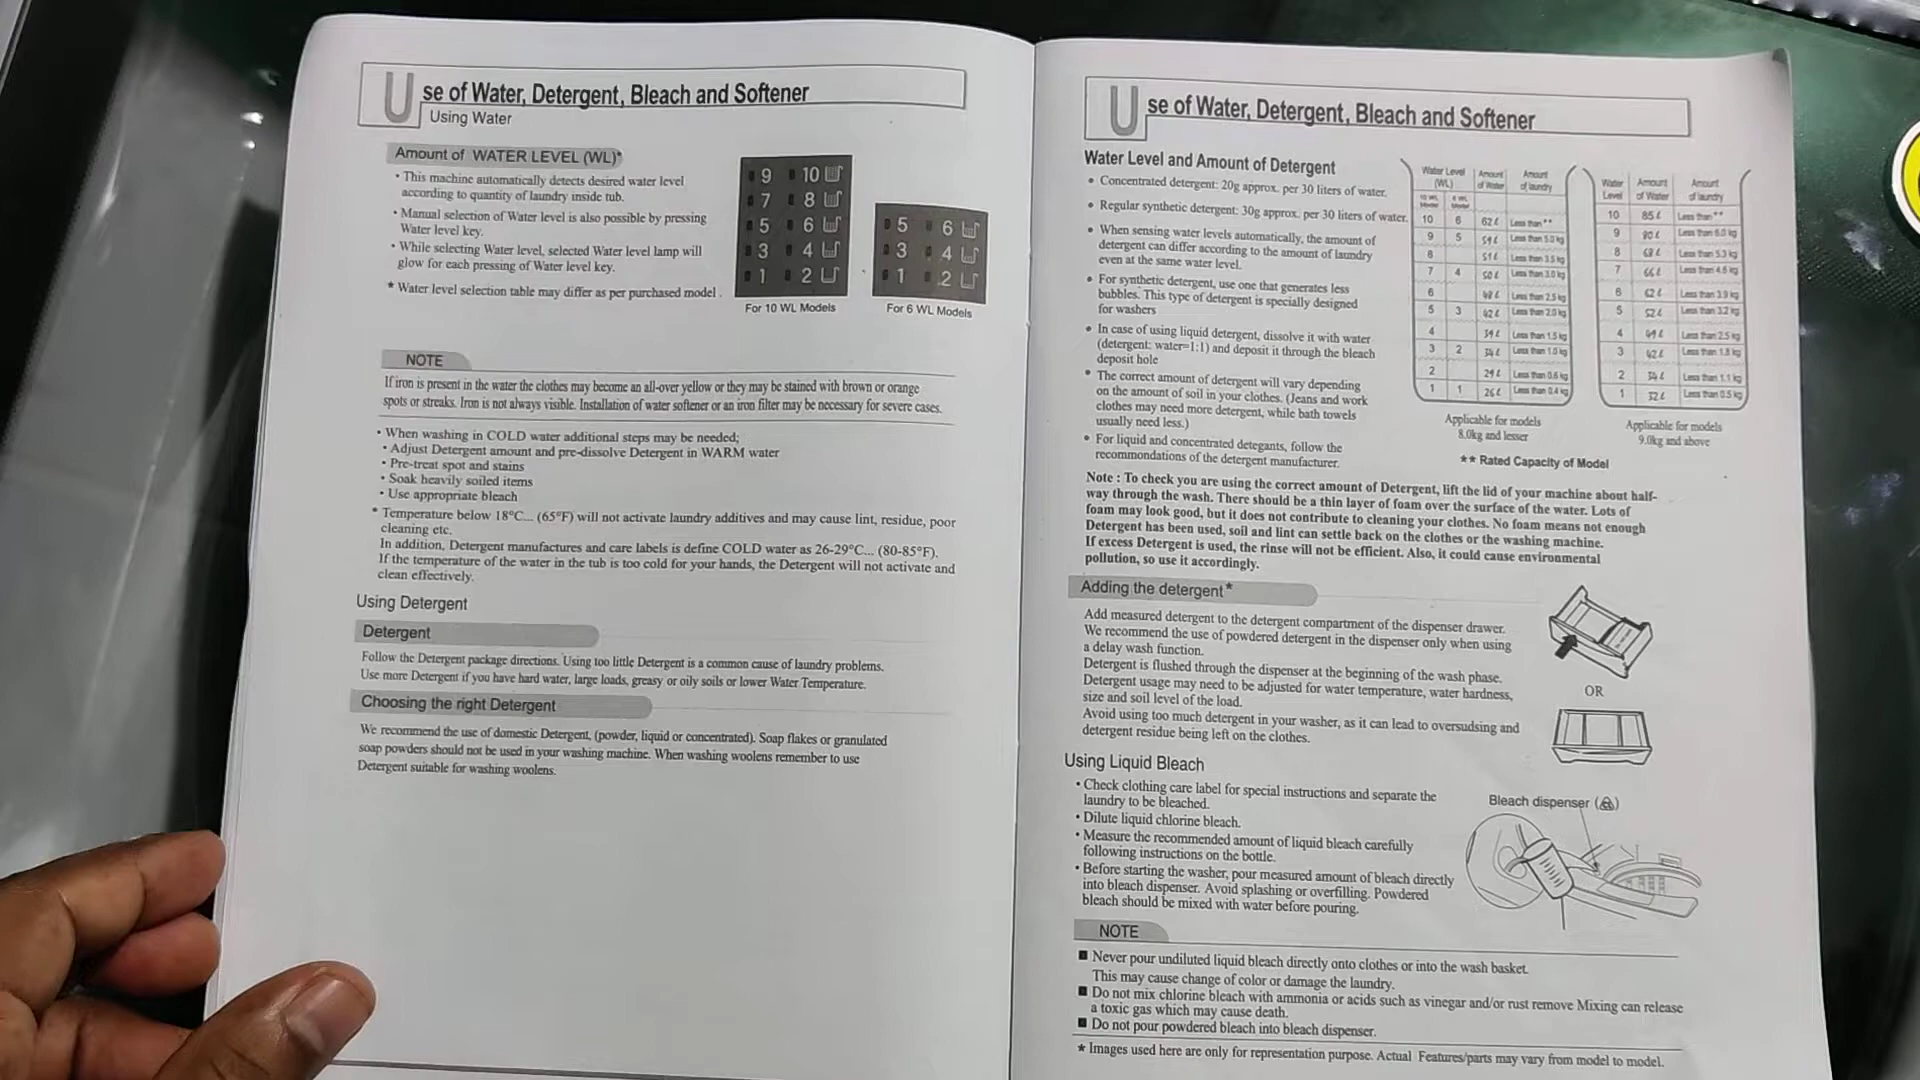 Use of Water, Detergent, Bleach and Softener
Using Water
Amount of WATER LEVEL (WL)*
• This machine automatically detects desired water level
according to quantity of laundry inside tub.
• Manual selection of Water level is also possible by pressing
Water level key.
• While selecting Water level, selected Water level lamp will
glow for each pressing of Water level key.
* Water level selection table may differ as per purchased model.
9 10
7 8
5 6
3 4
1 2
For 10 WL Models
5 6
3 4
1 2
For 6 WL Models
NOTE
If iron is present in the water the clothes may become an all-over yellow or they may be stained with brown or orange
spots or streaks. Iron is not always visible. Installation of water softener or an iron filter may be necessary for severe cases.
• When washing in COLD water additional steps may be needed;
• Adjust Detergent amount and pre-dissolve Detergent in WARM water
• Pre-treat spot and stains
• Soak heavily soiled items
• Use appropriate bleach
* Temperature below 18°C... (65°F) will not activate laundry additives and may cause lint, residue, poor
cleaning etc.
In addition, Detergent manufactures and care labels is define COLD water as 26-29°C... (80-85°F).
If the temperature of the water in the tub is too cold for your hands, the Detergent will not activate and
clean effectively.
Using Detergent
Detergent
Follow the Detergent package directions. Using too little Detergent is a common cause of laundry problems.
Use more Detergent if you have hard water, large loads, greasy or oily soils or lower Water Temperature.
Choosing the right Detergent
We recommend the use of domestic Detergent, (powder, liquid or concentrated). Soap flakes or granulated
soap powders should not be used in your washing machine. When washing woolens remember to use
Detergent suitable for washing woolens.
Use of Water, Detergent, Bleach and Softener
Water Level and Amount of Detergent
• Concentrated detergent: 20g approx. per 30 liters of water.
• Regular synthetic detergent: 30g approx. per 30 liters of water.
• When sensing water levels automatically, the amount of
detergent can differ according to the amount of laundry
even at the same water level.
• For synthetic detergent, use one that generates less
bubbles. This type of detergent is specially designed
for washers
• In case of using liquid detergent, dissolve it with water
(detergent: water=1:1) and deposit it through the bleach
deposit hole
• The correct amount of detergent will vary depending
on the amount of soil in your clothes. (Jeans and work
clothes may need more detergent, while bath towels
usually need less.)
• For liquid and concentrated detegants, follow the
recommondations of the detergent manufacturer.
Water Level (WL) Amount of Water Amount of laundry
10 WL Model 6 WL Model
10 6 62ℓ Less than**
9 5 Less than 5.0 kg
8 51ℓ Less than 3.5 kg
7 4 50ℓ Less than 3.0 kg
6 48ℓ Less than 2.5 kg
5 3 42ℓ Less than 2.0 kg
4 39ℓ Less than 1.5 kg
3 2 34ℓ Less than 1.0 kg
2 29ℓ Less than 0.6 kg
1 1 26ℓ Less than 0.4 kg
Applicable for models
8.0kg and lesser
Water Level Amount of Water Amount of laundry
10 85ℓ Less than**
9 80ℓ Less than 6.0 kg
8 68ℓ Less than 5.3 kg
7 66ℓ Less than 4.6 kg
6 62ℓ Less than 3.9 kg
5 52ℓ Less than 3.2 kg
4 49ℓ Less than 2.5 kg
3 42ℓ Less than 1.8 kg
2 34ℓ Less than 1.1 kg
1 32ℓ Less than 0.5 kg
Applicable for models
9.0kg and above
** Rated Capacity of Model
Note : To check you are using the correct amount of Detergent, lift the lid of your machine about half-
way through the wash. There should be a thin layer of foam over the surface of the water. Lots of
foam may look good, but it does not contribute to cleaning your clothes. No foam means not enough
Detergent has been used, soil and lint can settle back on the clothes or the washing machine.
If excess Detergent is used, the rinse will not be efficient. Also, it could cause environmental
pollution, so use it accordingly.
Adding the detergent*
Add measured detergent to the detergent compartment of the dispenser drawer.
We recommend the use of powdered detergent in the dispenser only when using
a delay wash function.
Detergent is flushed through the dispenser at the beginning of the wash phase.
Detergent usage may need to be adjusted for water temperature, water hardness,
size and soil level of the load.
Avoid using too much detergent in your washer, as it can lead to oversudsing and
detergent residue being left on the clothes.
OR
Using Liquid Bleach
• Check clothing care label for special instructions and separate the
laundry to be bleached.
• Dilute liquid chlorine bleach.
• Measure the recommended amount of liquid bleach carefully
following instructions on the bottle.
• Before starting the washer, pour measured amount of bleach directly
into bleach dispenser. Avoid splashing or overfilling. Powdered
bleach should be mixed with water before pouring.
Bleach dispenser
NOTE
■ Never pour undiluted liquid bleach directly onto clothes or into the wash basket.
This may cause change of color or damage the laundry.
■ Do not mix chlorine bleach with ammonia or acids such as vinegar and/or rust remove Mixing can release
a toxic gas which may cause death.
■ Do not pour powdered bleach into bleach dispenser.
* Images used here are only for representation purpose. Actual Features/parts may vary from model to model.